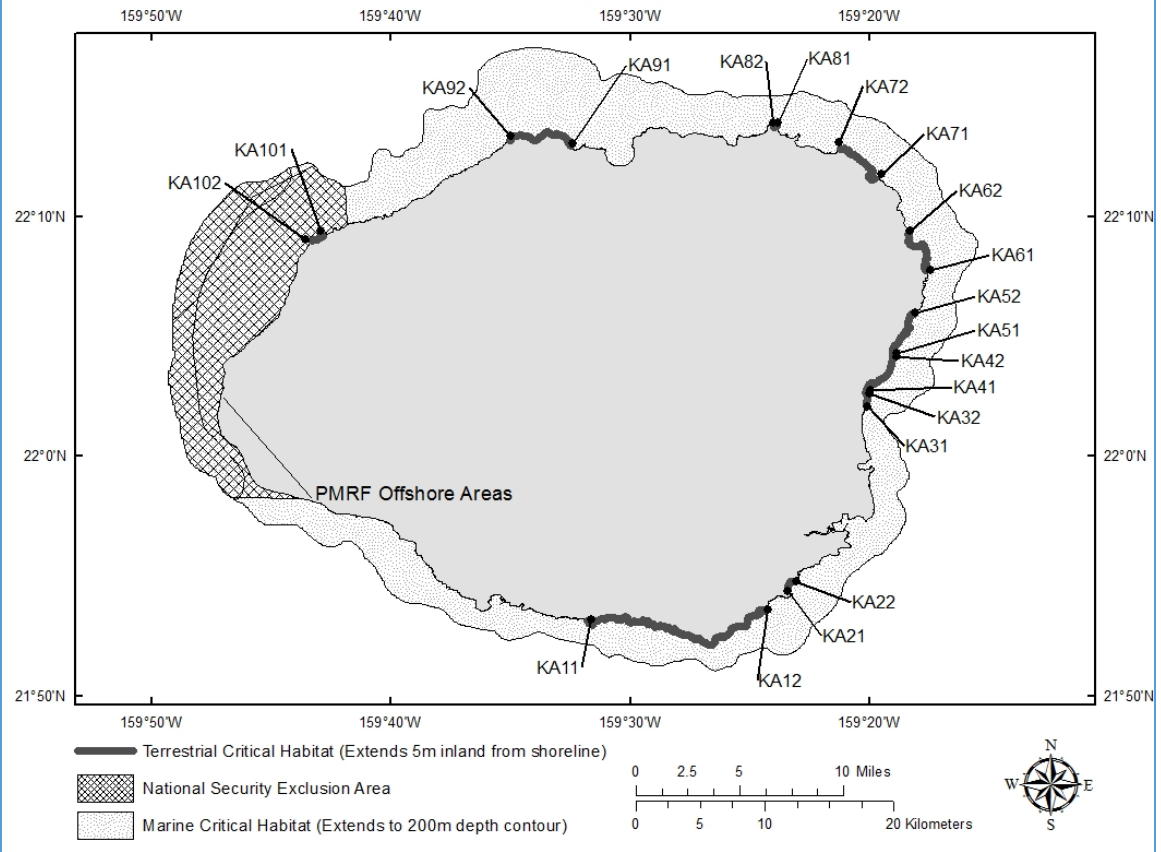 159°50'W 159°40'W 159°30'W 159°20'W
KA92
KA91
KA82
KA81
KA72
KA71
KA101
KA102
KA62
22°10'N
22°10'N
KA61
KA52
KA51
KA42
KA41
KA32
KA31
22°0'N
22°0'N
PMRF Offshore Areas
KA22
KA21
KA11
KA12
21°50'N
21°50'N
159°50'W 159°40'W 159°30'W 159°20'W
Terrestrial Critical Habitat (Extends 5m inland from shoreline)
National Security Exclusion Area
Marine Critical Habitat (Extends to 200m depth contour)
0 2.5 5 10 Miles
0 5 10 20 Kilometers
N
W E
S